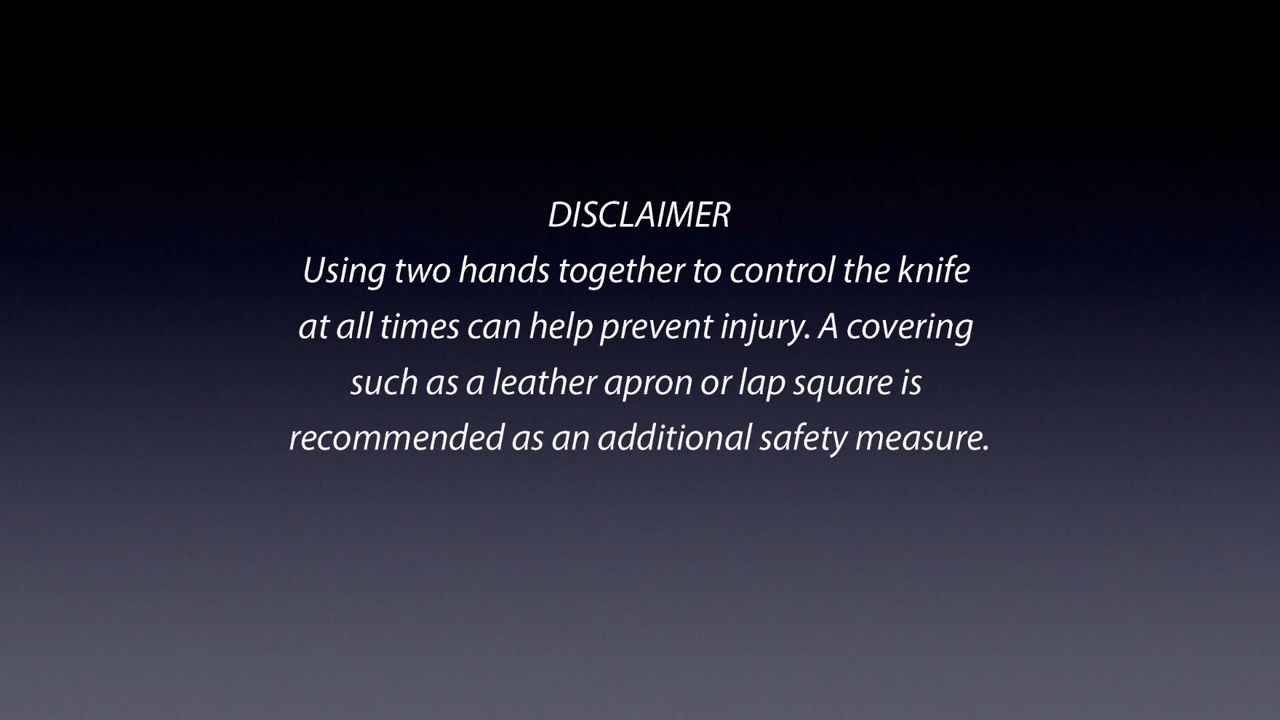 DISCLAIMER
Using two hands together to control the knife
at all times can help prevent injury. A covering
such as a leather apron or lap square is
recommended as an additional safety measure.